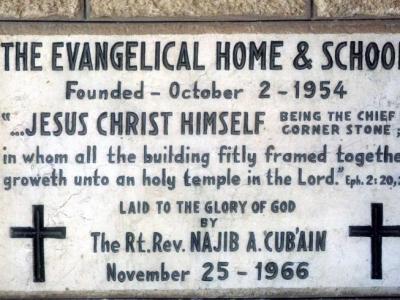 THE EVANGELICAL HOME & SCHOOL
Founded - October 2 - 1954
"...JESUS CHRIST HIMSELF BEING THE CHIEF CORNER STONE;
in whom all the building fitly framed together
groweth unto an holy temple in the Lord." Eph. 2:20,
LAID TO THE GLORY OF GOD
BY
The Rt. Rev. NAJIB A. CUB'AIN
November 25 - 1966